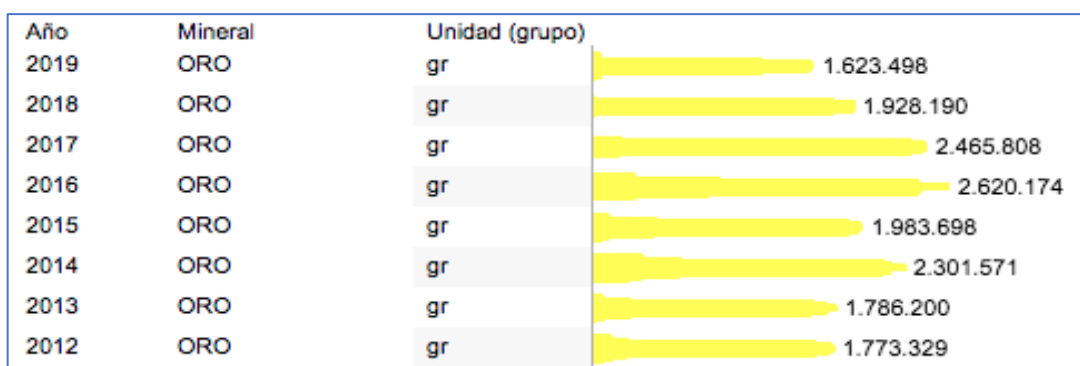 Año Mineral Unidad (grupo)
2019 ORO gr 1.623.498
2018 ORO gr 1.928.190
2017 ORO gr 2.465.808
2016 ORO gr 2.620.174
2015 ORO gr 1.983.698
2014 ORO gr 2.301.571
2013 ORO gr 1.786.200
2012 ORO gr 1.773.329